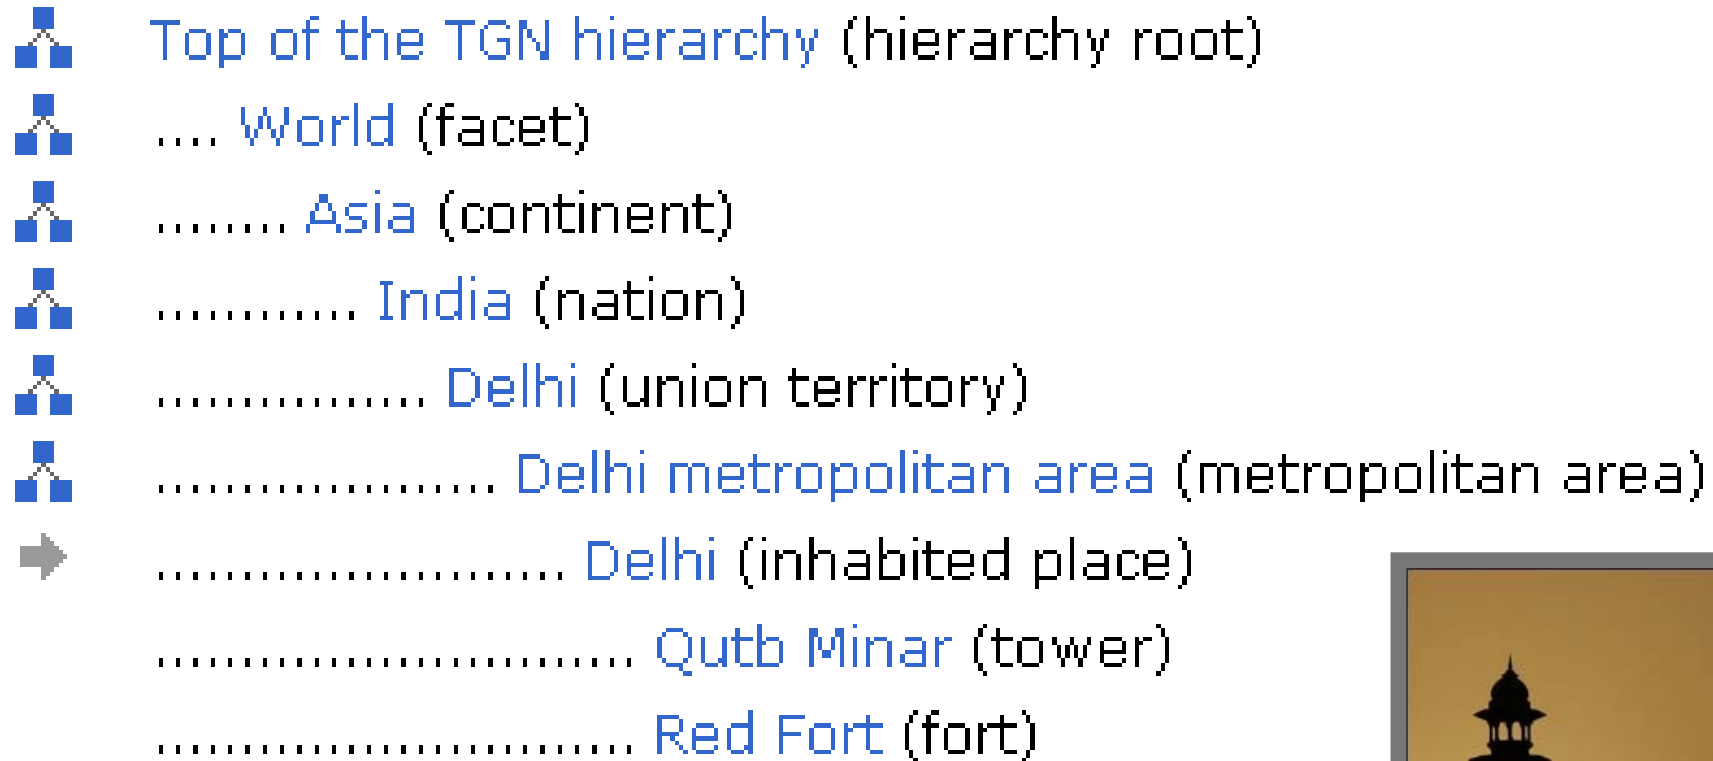 Top of the TGN hierarchy (hierarchy root)
.... World (facet)
........ Asia (continent)
............ India (nation)
................ Delhi (union territory)
.................... Delhi metropolitan area (metropolitan area)
........................ Delhi (inhabited place)
............................ Qutb Minar (tower)
............................ Red Fort (fort)